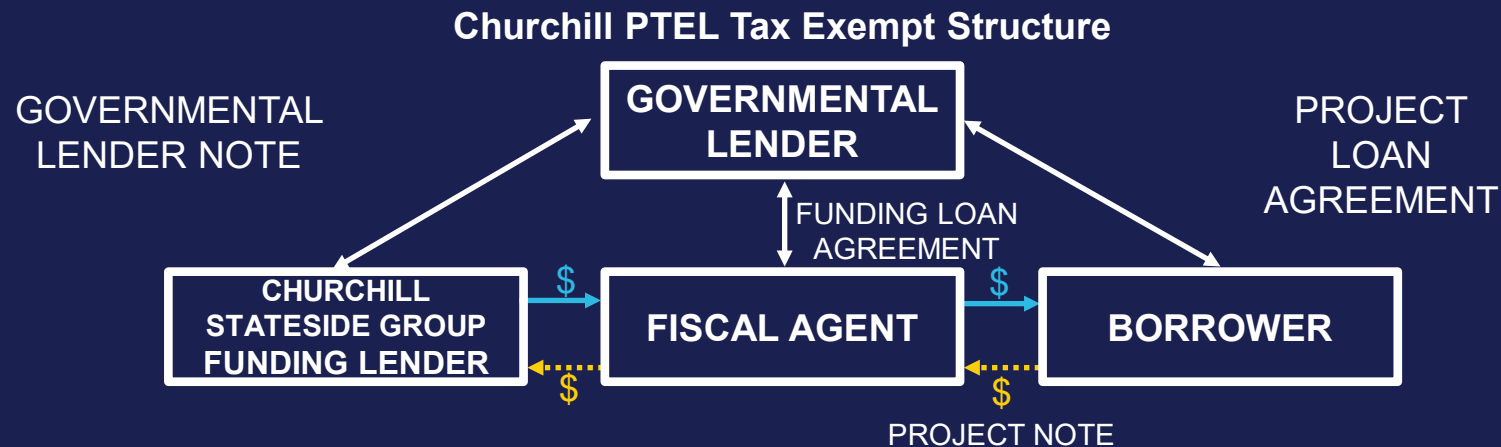 Churchill PTEL Tax Exempt Structure
GOVERNMENTAL
LENDER NOTE
GOVERNMENTAL
LENDER
PROJECT
LOAN
AGREEMENT
FUNDING LOAN
AGREEMENT
CHURCHILL
STATESIDE GROUP
FUNDING LENDER
$
FISCAL AGENT
$
BORROWER
$
$
PROJECT NOTE